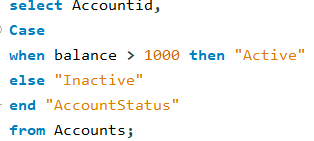 select Accountid,
Case
when balance > 1000 then "Active"
else "Inactive"
end "AccountStatus"
from Accounts;